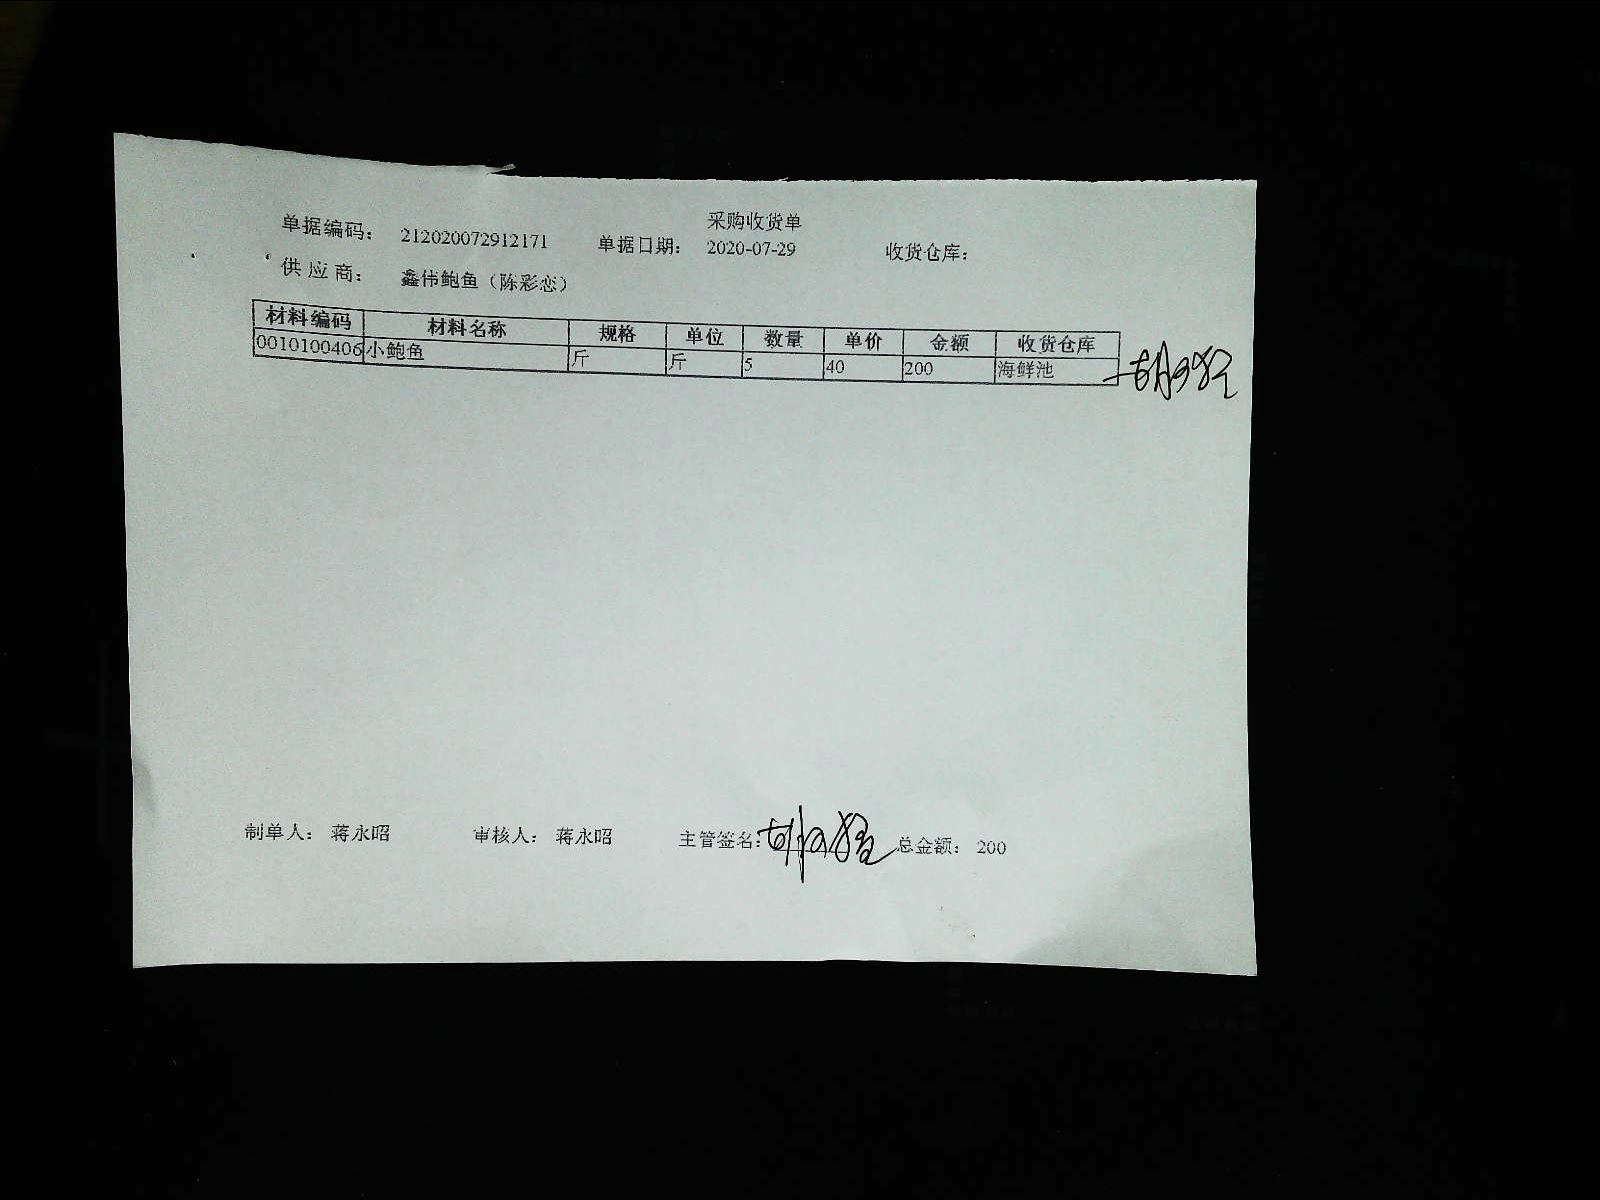 采购收货单
单据编码： 212020072912171 单据日期： 2020-07-29 收货仓库：
供应商： 鑫伟鲍鱼（陈彩恋）
材料编码 材料名称 规格 单位 数量 单价 金额 收货仓库
0010100406 小鲍鱼 斤 斤 5 40 200 海鲜池
制单人： 蒋永昭 审核人： 蒋永昭 主管签名： 总金额： 200